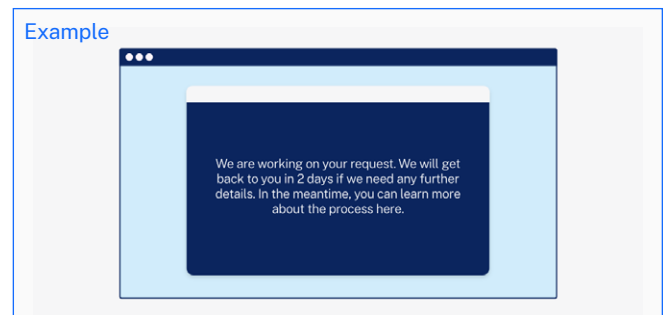 Example
We are working on your request. We will get
back to you in 2 days if we need any further
details. In the meantime, you can learn more
about the process here.